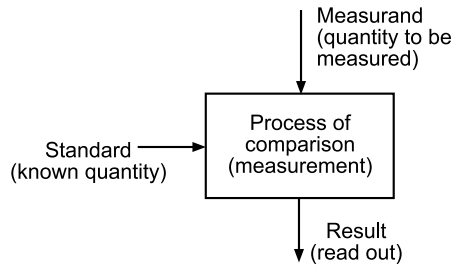 Measurand
(quantity to be
measured)
Process of
comparison
(measurement)
Standard
(known quantity)
Result
(read out)